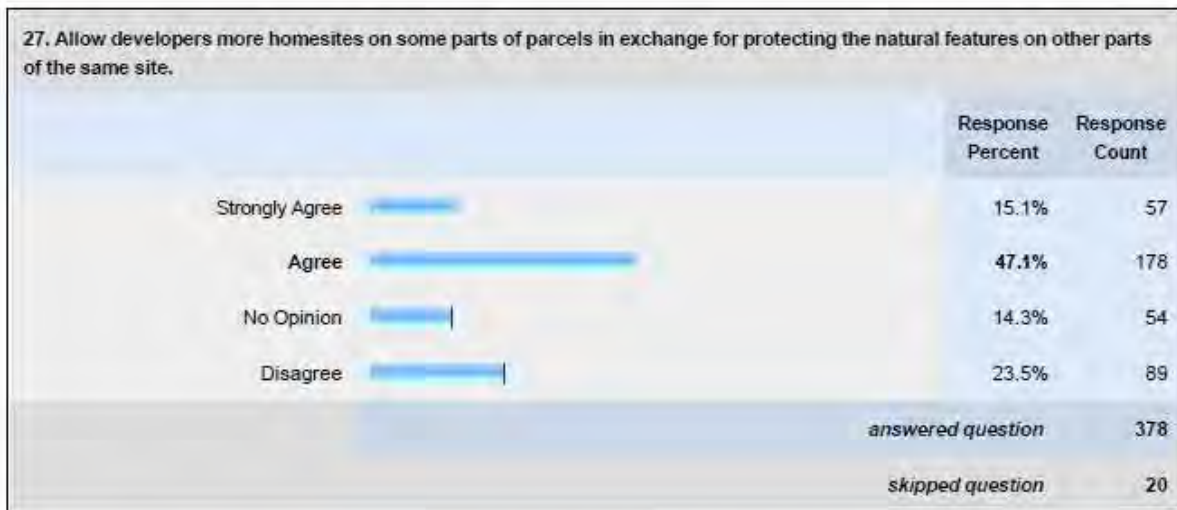 27. Allow developers more homesites on some parts of parcels in exchange for protecting the natural features on other parts
of the same site.
Response Percent Response Count
Strongly Agree 15.1% 57
Agree 47.1% 178
No Opinion 14.3% 54
Disagree 23.5% 89
answered question 378
skipped question 20